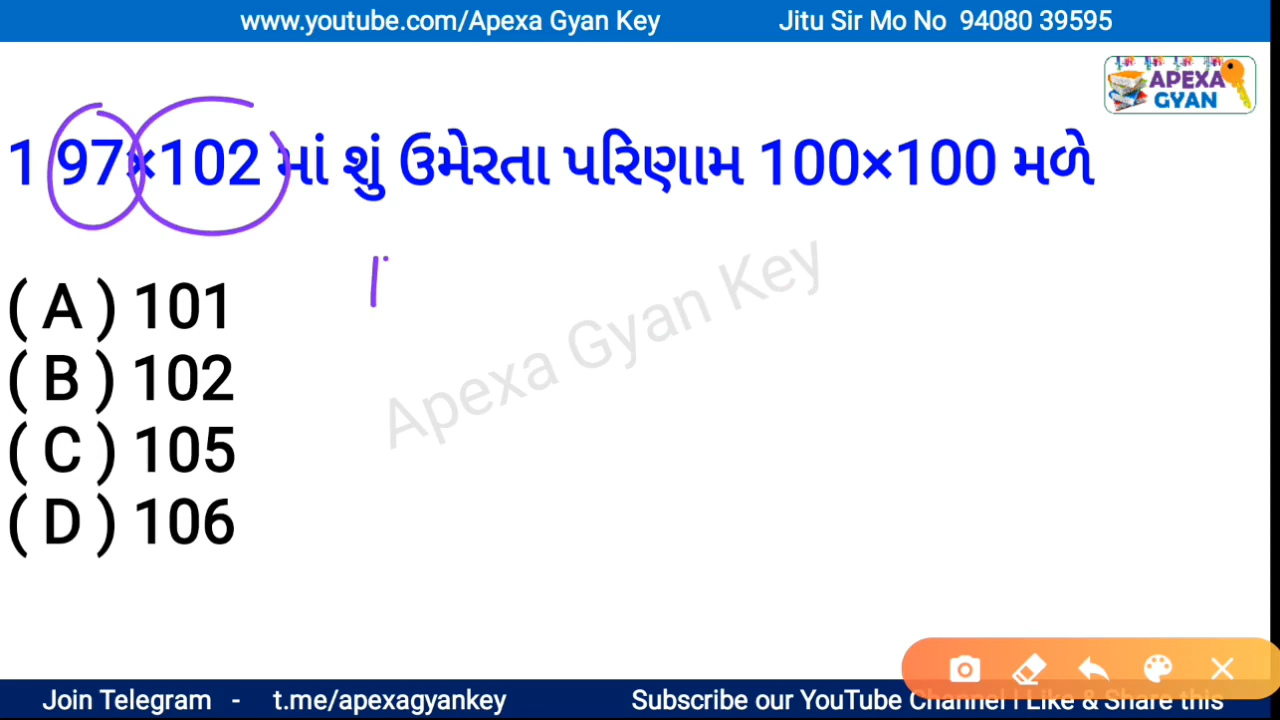 www.youtube.com/Apexa Gyan Key Jitu Sir Mo No 94080 39595
APEXA
GYAN
1 97×102 માં શું ઉમેરતા પરિણામ 100×100 મળે
( A ) 101
( B ) 102
( C ) 105
( D ) 106
Apexa Gyan Key
Join Telegram - t.me/apexagyankey Subscribe our YouTube Channel | Like & Share this